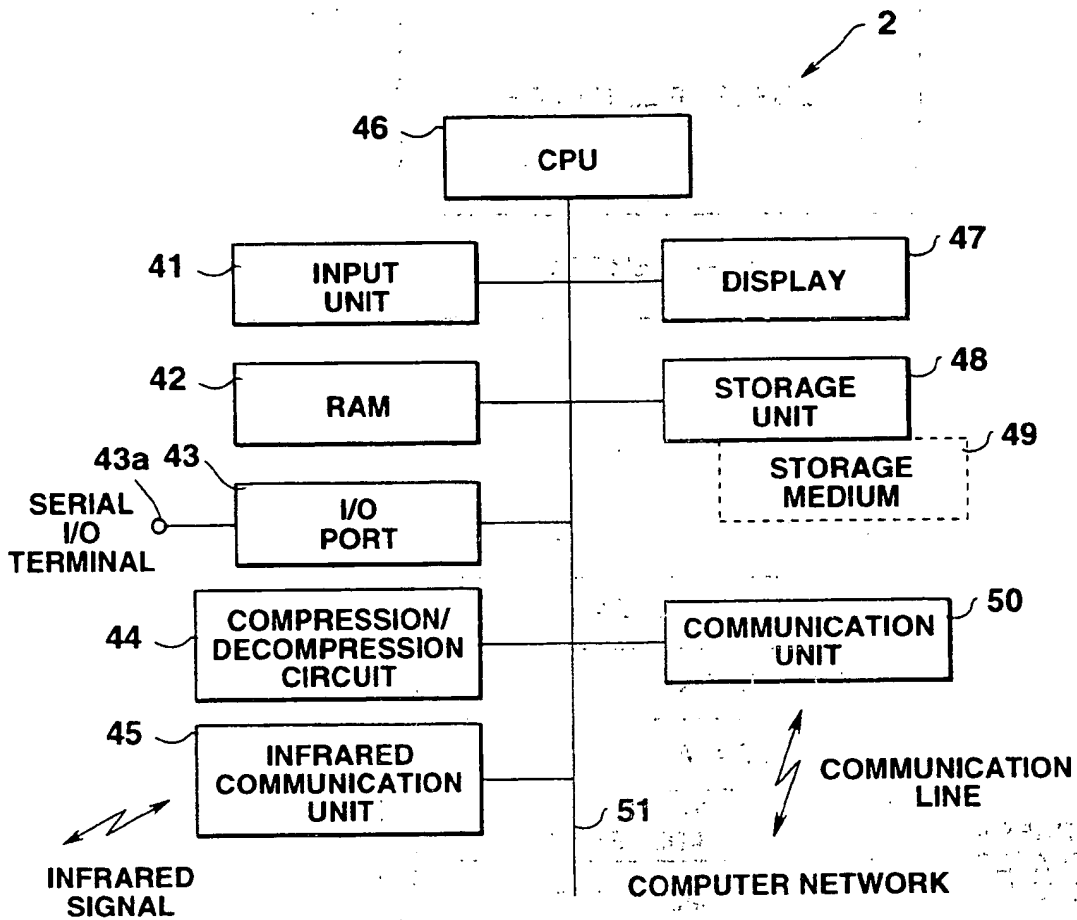 2
46
CPU
41
INPUT
UNIT
47
DISPLAY
42
RAM
48
STORAGE
UNIT
49
STORAGE
MEDIUM
43a
43
SERIAL
I/O
TERMINAL
I/O
PORT
44
COMPRESSION/
DECOMPRESSION
CIRCUIT
50
COMMUNICATION
UNIT
45
INFRARED
COMMUNICATION
UNIT
INFRARED
SIGNAL
51
COMMUNICATION
LINE
COMPUTER NETWORK